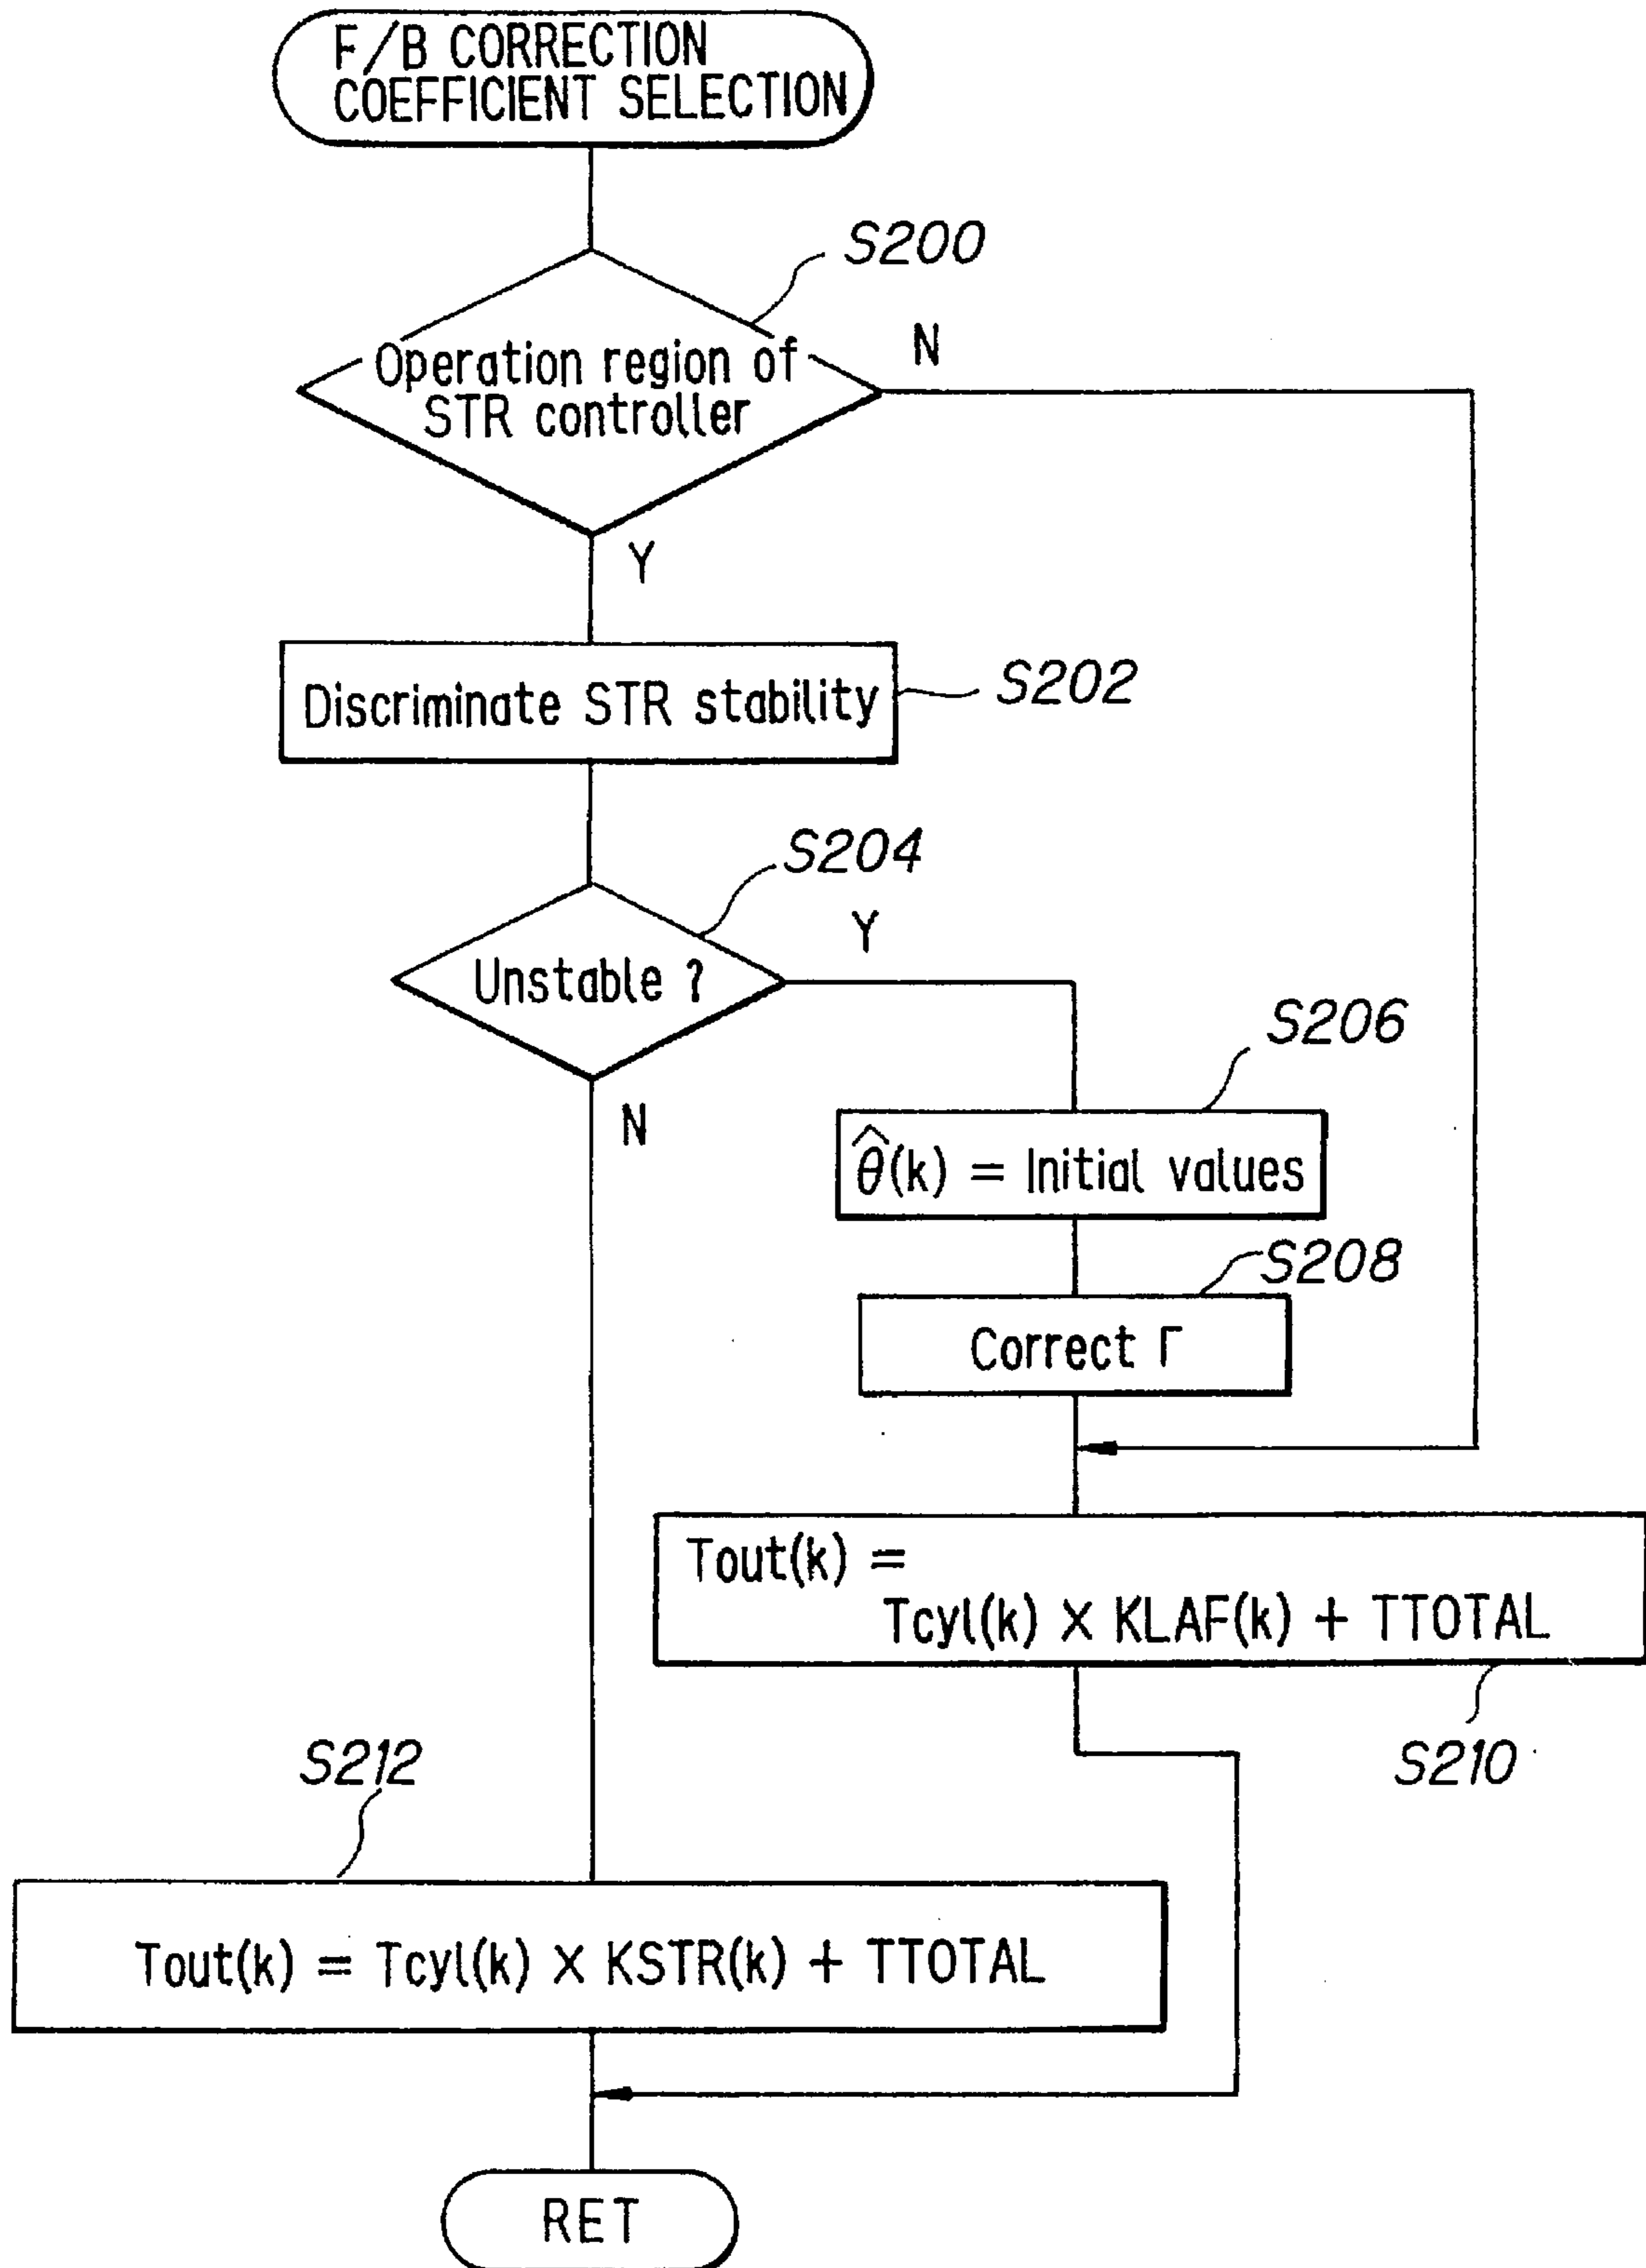 F/B CORRECTION
COEFFICIENT SELECTION
S200
Operation region of
STR controller
N
Y
Discriminate STR stability
S202
S204
Unstable ?
Y
N
S206
θ̂(k) = Initial values
S208
Correct Γ
Tout(k) =
Tcyl(k) X KLAF(k) + TTOTAL
S210
S212
Tout(k) = Tcyl(k) X KSTR(k) + TTOTAL
RET